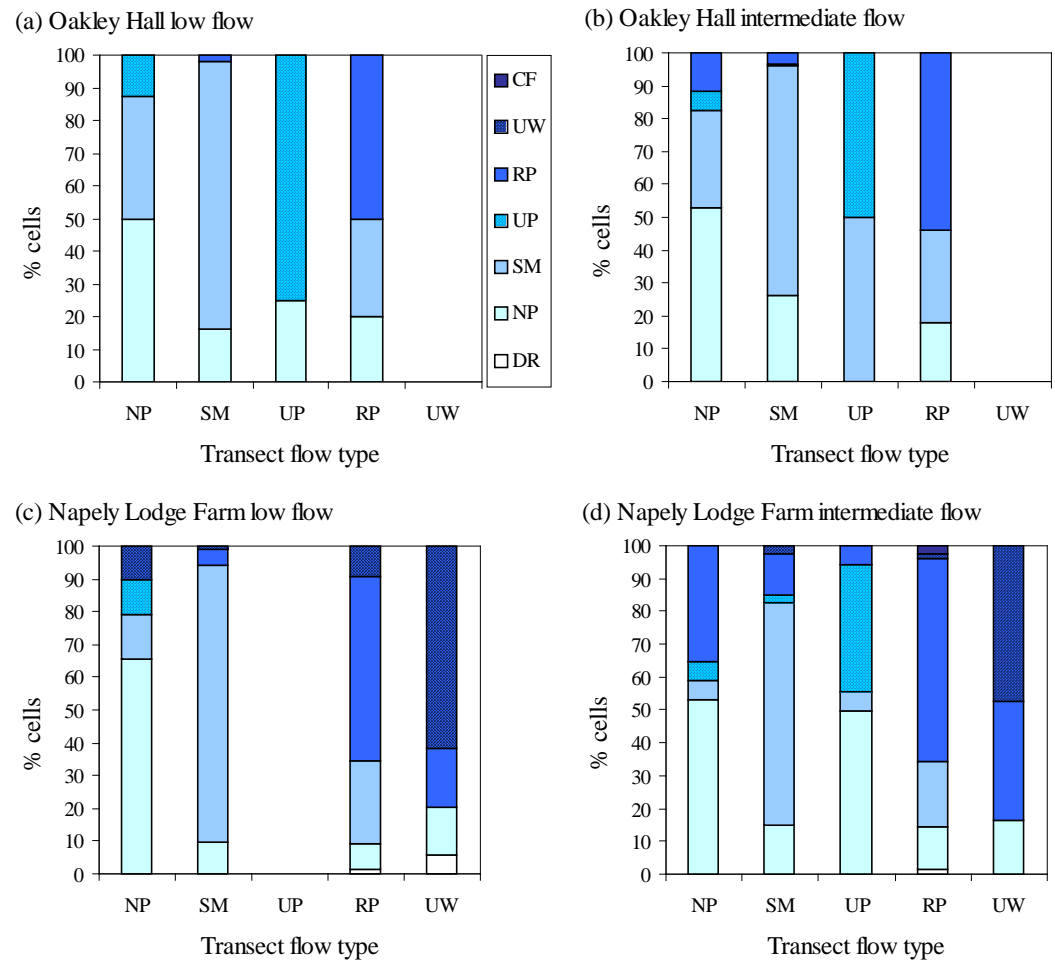 (a) Oakley Hall low flow
100
90
80
70
60
50
40
30
20
10
0
% cells
NP SM UP RP UW
Transect flow type
CF
UW
RP
UP
SM
NP
DR
(b) Oakley Hall intermediate flow
100
90
80
70
60
50
40
30
20
10
0
% cells
NP SM UP RP UW
Transect flow type
(c) Napely Lodge Farm low flow
100
90
80
70
60
50
40
30
20
10
0
% cells
NP SM UP RP UW
Transect flow type
(d) Napely Lodge Farm intermediate flow
100
90
80
70
60
50
40
30
20
10
0
% cells
NP SM UP RP UW
Transect flow type